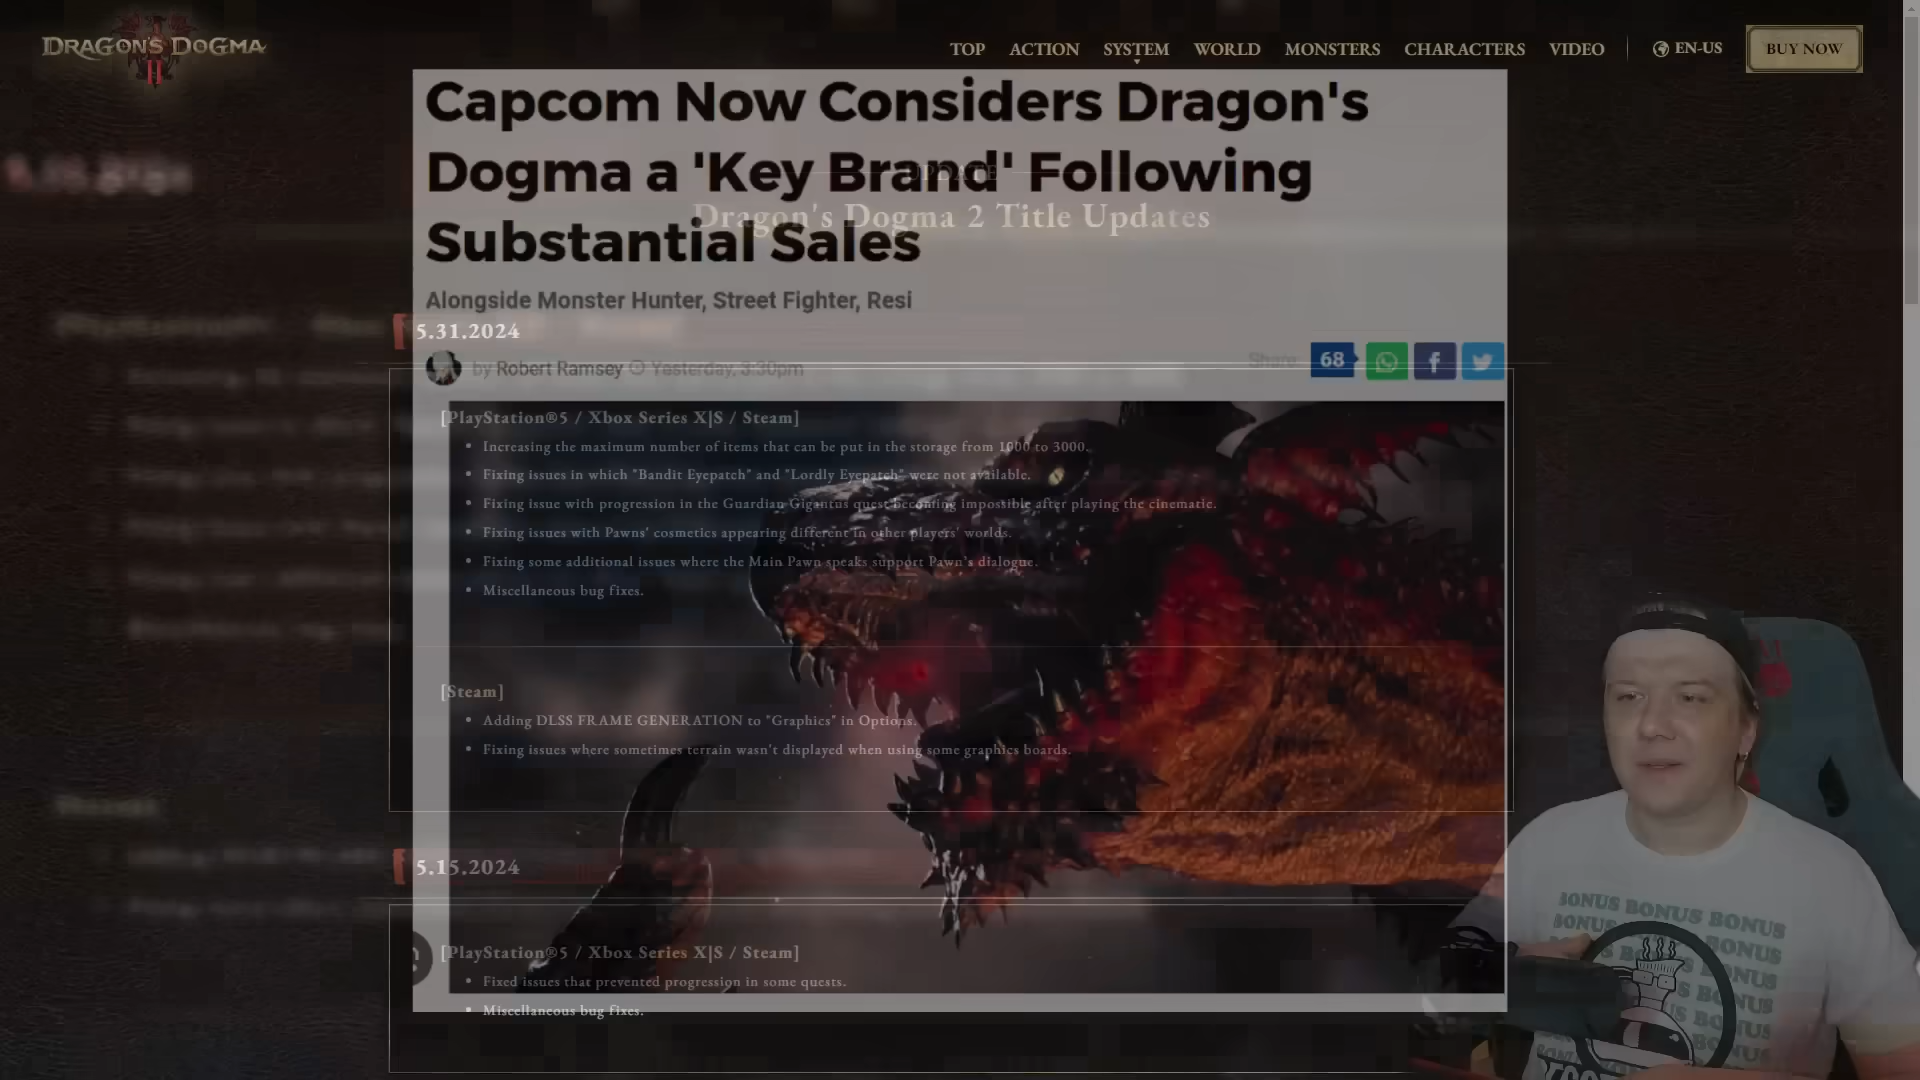 DRAGON'S DOGMA
II
TOP ACTION SYSTEM WORLD MONSTERS CHARACTERS VIDEO EN-US BUY NOW
Capcom Now Considers Dragon's
Dogma a 'Key Brand' Following
Substantial Sales
UPDATE
Dragon's Dogma 2 Title Updates
Alongside Monster Hunter, Street Fighter, Resi
5.31.2024
by Robert Ramsey Yesterday, 3:30pm
Share: 68
[PlayStation®5 / Xbox Series X|S / Steam]
• Increasing the maximum number of items that can be put in the storage from 1000 to 3000.
• Fixing issues in which "Bandit Eyepatch" and "Lordly Eyepatch" were not available.
• Fixing issue with progression in the Guardian Gigantus quest becoming impossible after playing the cinematic.
• Fixing issues with Pawns' cosmetics appearing different in other players' worlds.
• Fixing some additional issues where the Main Pawn speaks support Pawn's dialogue.
• Miscellaneous bug fixes.
[Steam]
• Adding DLSS FRAME GENERATION to "Graphics" in Options.
• Fixing issues where sometimes terrain wasn't displayed when using some graphics boards.
5.15.2024
[PlayStation®5 / Xbox Series X|S / Steam]
• Fixed issues that prevented progression in some quests.
• Miscellaneous bug fixes.
BONUS BONUS BONUS
BONUS BONUS BONUS